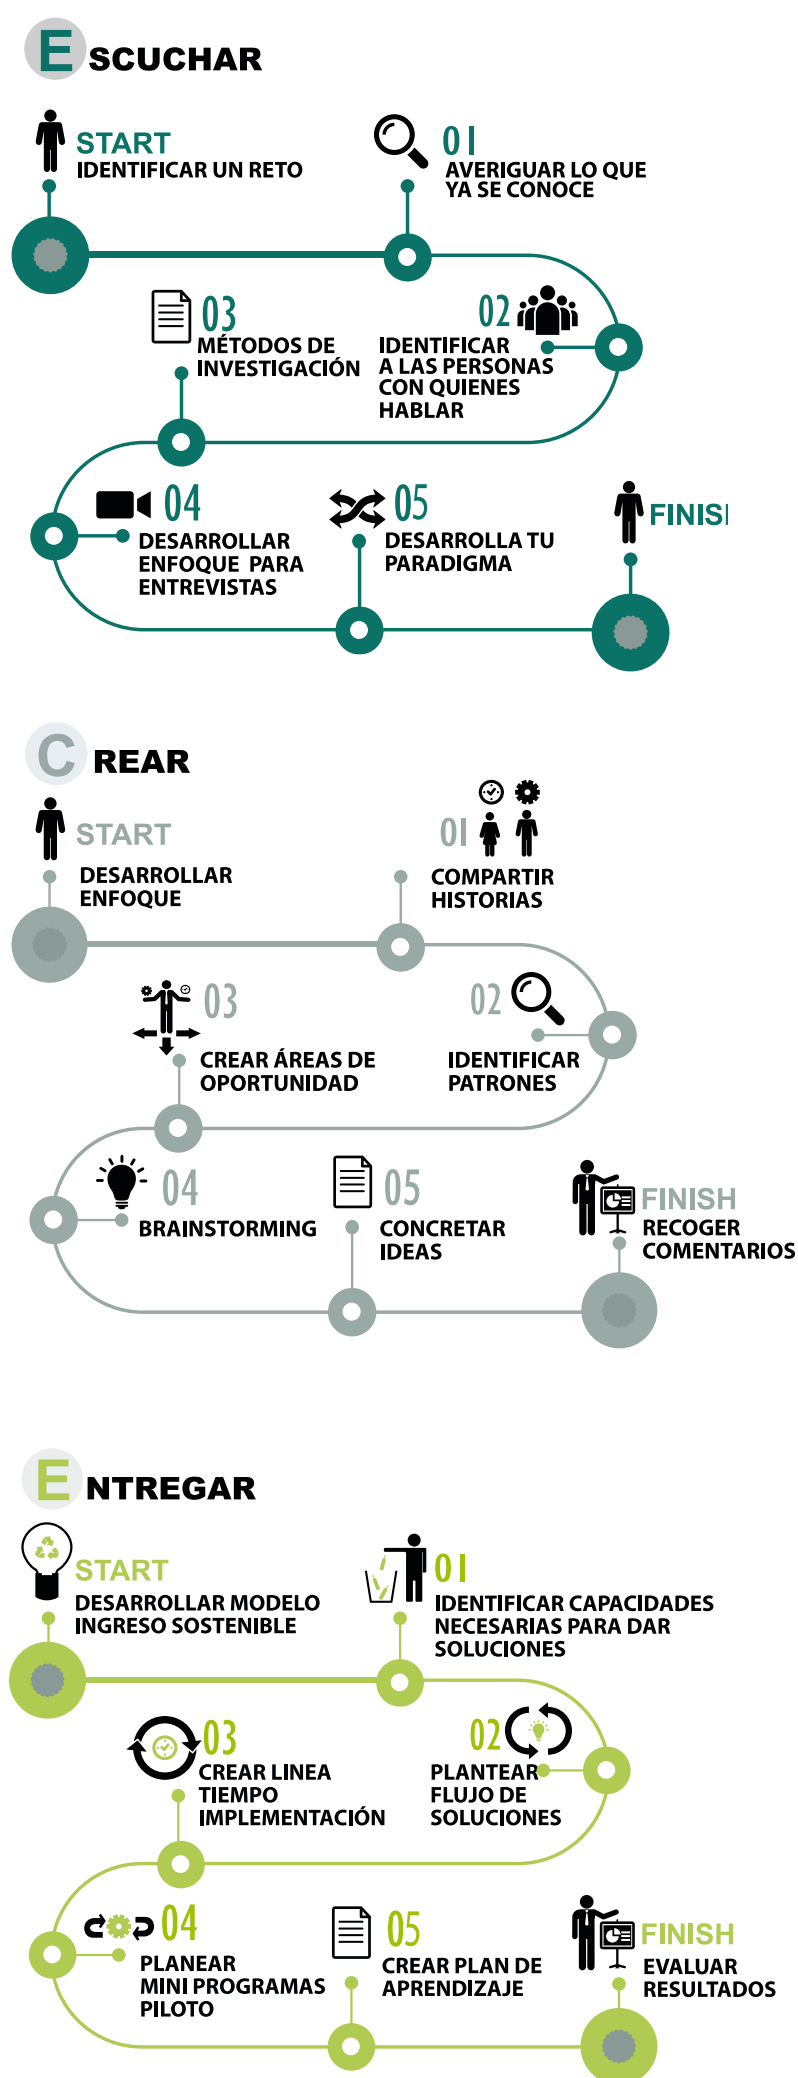 ESCUCHAR
START
IDENTIFICAR UN RETO
01
AVERIGUAR LO QUE
YA SE CONOCE
02
IDENTIFICAR
A LAS PERSONAS
CON QUIENES
HABLAR
03
MÉTODOS DE
INVESTIGACIÓN
04
DESARROLLAR
ENFOQUE PARA
ENTREVISTAS
05
DESARROLLA TU
PARADIGMA
FINIS
CREAR
START
DESARROLLAR
ENFOQUE
01
COMPARTIR
HISTORIAS
02
IDENTIFICAR
PATRONES
03
CREAR ÁREAS DE
OPORTUNIDAD
04
BRAINSTORMING
05
CONCRETAR
IDEAS
FINISH
RECOGER
COMENTARIOS
ENTREGAR
START
DESARROLLAR MODELO
INGRESO SOSTENIBLE
01
IDENTIFICAR CAPACIDADES
NECESARIAS PARA DAR
SOLUCIONES
02
PLANTEAR
FLUJO DE
SOLUCIONES
03
CREAR LINEA
TIEMPO
IMPLEMENTACIÓN
04
PLANEAR
MINI PROGRAMAS
PILOTO
05
CREAR PLAN DE
APRENDIZAJE
FINISH
EVALUAR
RESULTADOS